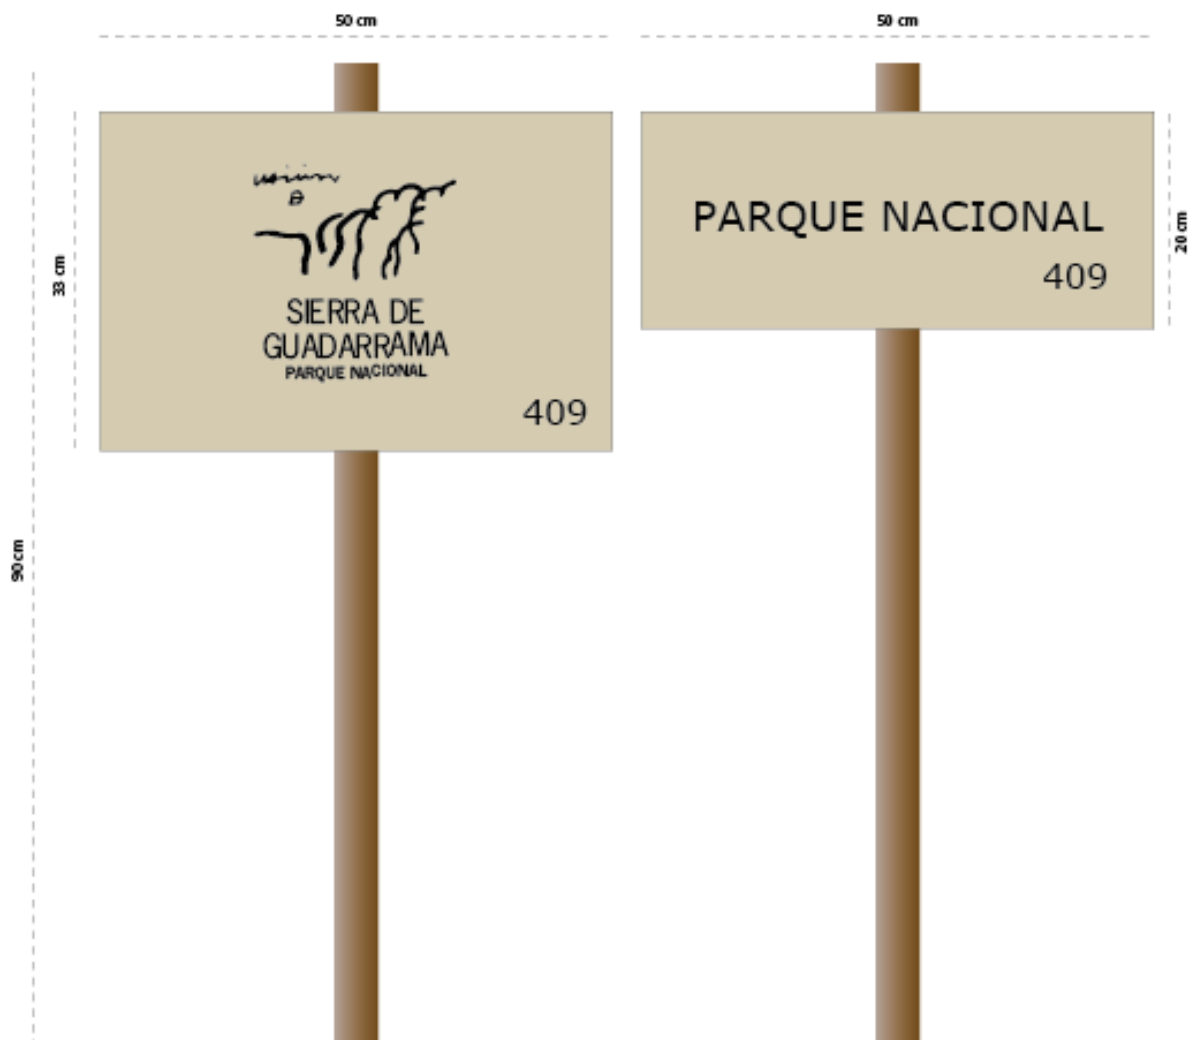 50 cm
50 cm
33 cm
90 cm
20 cm
SIERRA DE
GUADARRAMA
PARQUE NACIONAL
409
PARQUE NACIONAL
409